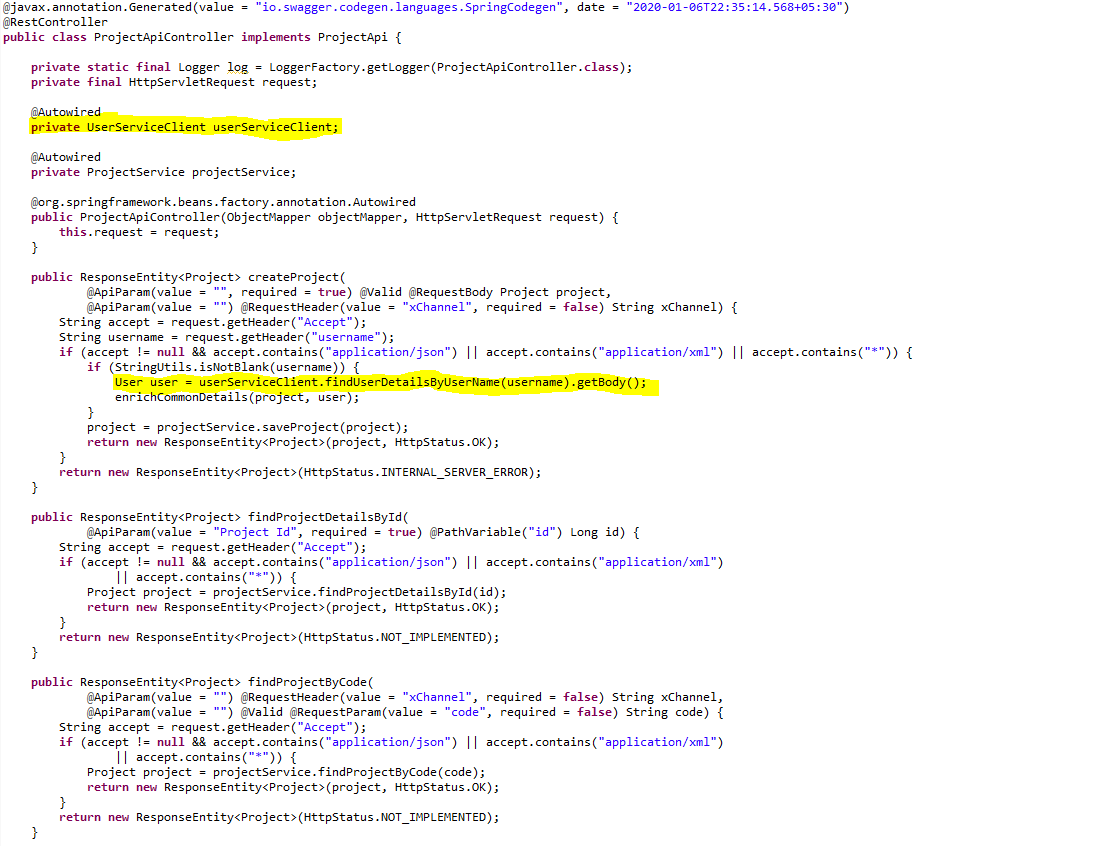 @javax.annotation.Generated(value = "io.swagger.codegen.languages.SpringCodegen", date = "2020-01-06T22:35:14.568+05:30")
@RestController
public class ProjectApiController implements ProjectApi {

    private static final Logger log = LoggerFactory.getLogger(ProjectApiController.class);
    private final HttpServletRequest request;

    @Autowired
    private UserServiceClient userServiceClient;

    @Autowired
    private ProjectService projectService;

    @org.springframework.beans.factory.annotation.Autowired
    public ProjectApiController(ObjectMapper objectMapper, HttpServletRequest request) {
        this.request = request;
    }

    public ResponseEntity<Project> createProject(
            @ApiParam(value = "", required = true) @Valid @RequestBody Project project,
            @ApiParam(value = "") @RequestHeader(value = "xChannel", required = false) String xChannel) {
        String accept = request.getHeader("Accept");
        String username = request.getHeader("username");
        if (accept != null && accept.contains("application/json") || accept.contains("application/xml") || accept.contains("*")) {
            if (StringUtils.isNotBlank(username)) {
                User user = userServiceClient.findUserDetailsByUserName(username).getBody();
                enrichCommonDetails(project, user);
            }
            project = projectService.saveProject(project);
            return new ResponseEntity<Project>(project, HttpStatus.OK);
        }
        return new ResponseEntity<Project>(HttpStatus.INTERNAL_SERVER_ERROR);
    }

    public ResponseEntity<Project> findProjectDetailsById(
            @ApiParam(value = "Project Id", required = true) @PathVariable("id") Long id) {
        String accept = request.getHeader("Accept");
        if (accept != null && accept.contains("application/json") || accept.contains("application/xml")
                || accept.contains("*")) {
            Project project = projectService.findProjectDetailsById(id);
            return new ResponseEntity<Project>(project, HttpStatus.OK);
        }
        return new ResponseEntity<Project>(HttpStatus.NOT_IMPLEMENTED);
    }

    public ResponseEntity<Project> findProjectByCode(
            @ApiParam(value = "") @RequestHeader(value = "xChannel", required = false) String xChannel,
            @ApiParam(value = "") @Valid @RequestParam(value = "code", required = false) String code) {
        String accept = request.getHeader("Accept");
        if (accept != null && accept.contains("application/json") || accept.contains("application/xml")
                || accept.contains("*")) {
            Project project = projectService.findProjectByCode(code);
            return new ResponseEntity<Project>(project, HttpStatus.OK);
        }
        return new ResponseEntity<Project>(HttpStatus.NOT_IMPLEMENTED);
    }